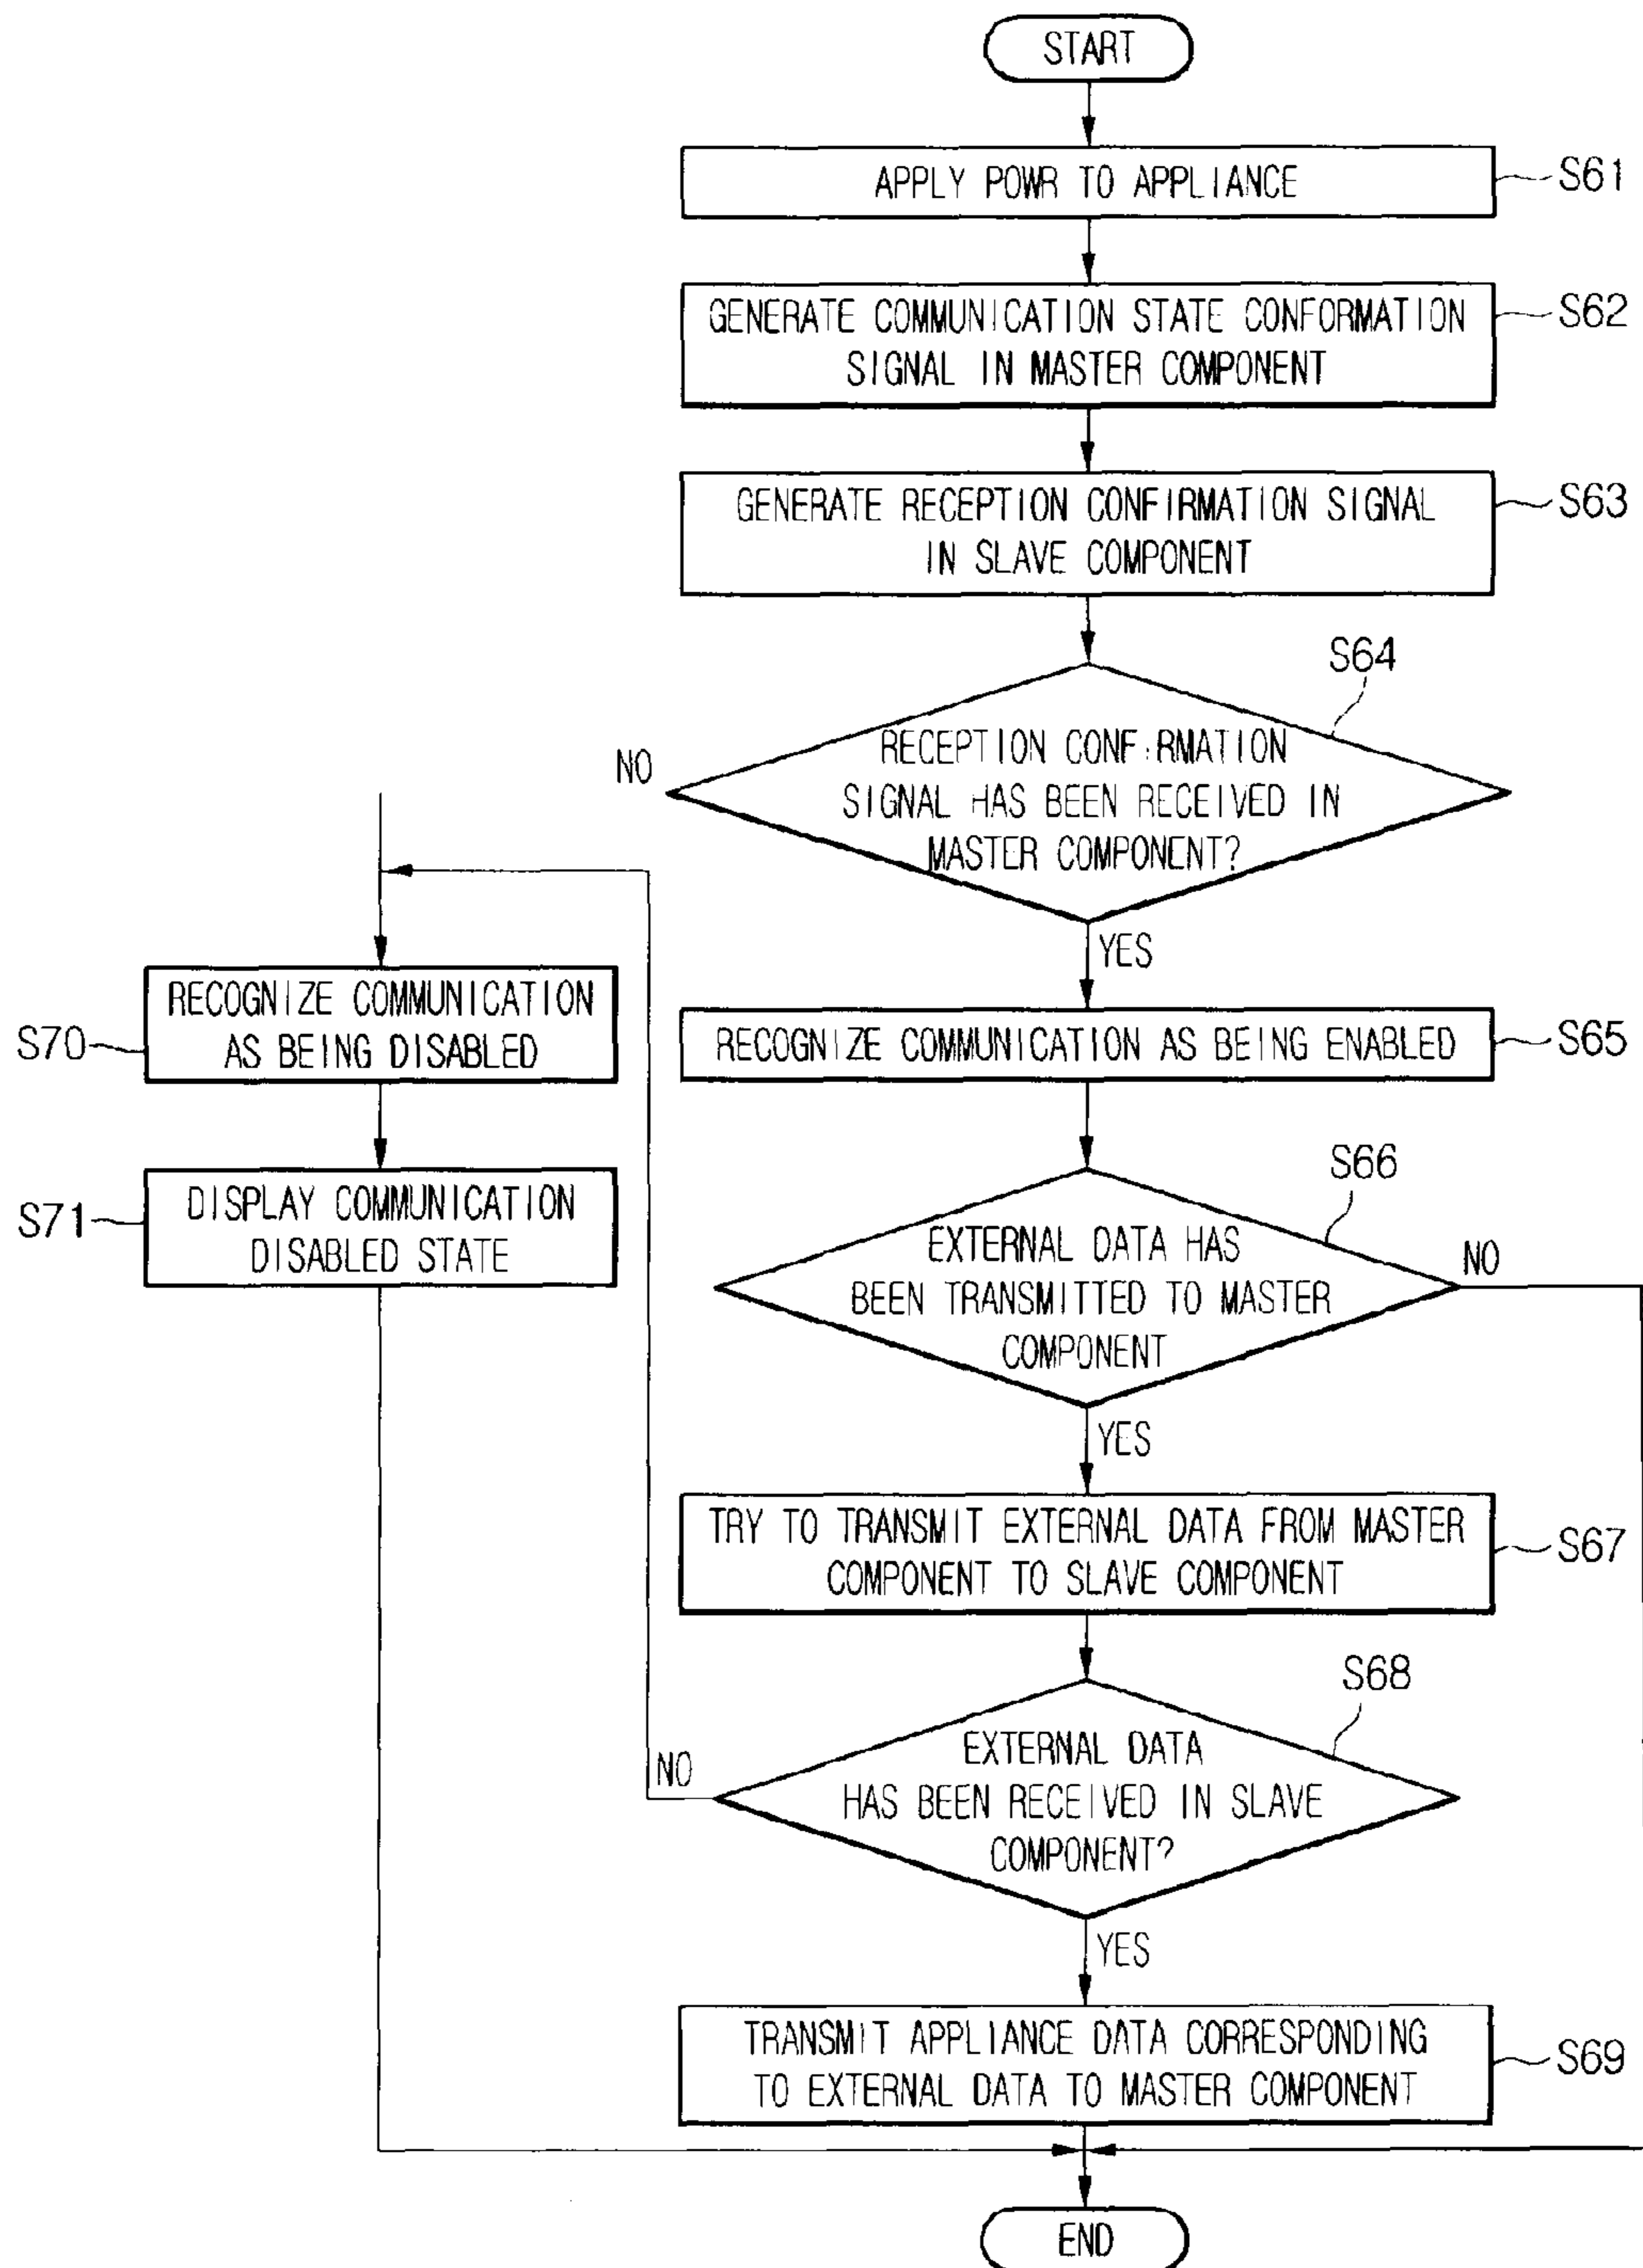 START
APPLY POWR TO APPLIANCE
S61
GENERATE COMMUNICATION STATE CONFORMATION
SIGNAL IN MASTER COMPONENT
S62
GENERATE RECEPTION CONFIRMATION SIGNAL
IN SLAVE COMPONENT
S63
S64
RECEPTION CONFIRMATION
SIGNAL HAS BEEN RECEIVED IN
MASTER COMPONENT?
NO
YES
RECOGNIZE COMMUNICATION
AS BEING DISABLED
S70
RECOGNIZE COMMUNICATION AS BEING ENABLED
S65
DISPLAY COMMUNICATION
DISABLED STATE
S71
S66
EXTERNAL DATA HAS
BEEN TRANSMITTED TO MASTER
COMPONENT
NO
YES
TRY TO TRANSMIT EXTERNAL DATA FROM MASTER
COMPONENT TO SLAVE COMPONENT
S67
S68
EXTERNAL DATA
HAS BEEN RECEIVED IN SLAVE
COMPONENT?
NO
YES
TRANSMIT APPLIANCE DATA CORRESPONDING
TO EXTERNAL DATA TO MASTER COMPONENT
S69
END